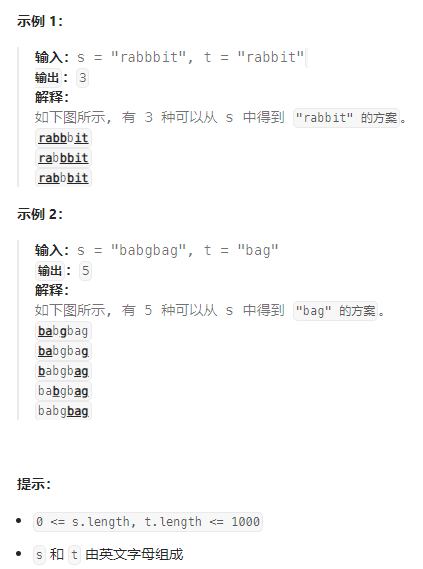 示例 1：
输入：s = "rabbbit", t = "rabbit"
输出：3
解释：
如下图所示, 有 3 种可以从 s 中得到 "rabbit" 的方案。
rabbbit
rabbbit
rabbbit
示例 2：
输入：s = "babgbag", t = "bag"
输出：5
解释：
如下图所示, 有 5 种可以从 s 中得到 "bag" 的方案。
babgbag
babgbag
babgbag
babgbag
babgbag
提示：
• 0 <= s.length, t.length <= 1000
• s 和 t 由英文字母组成